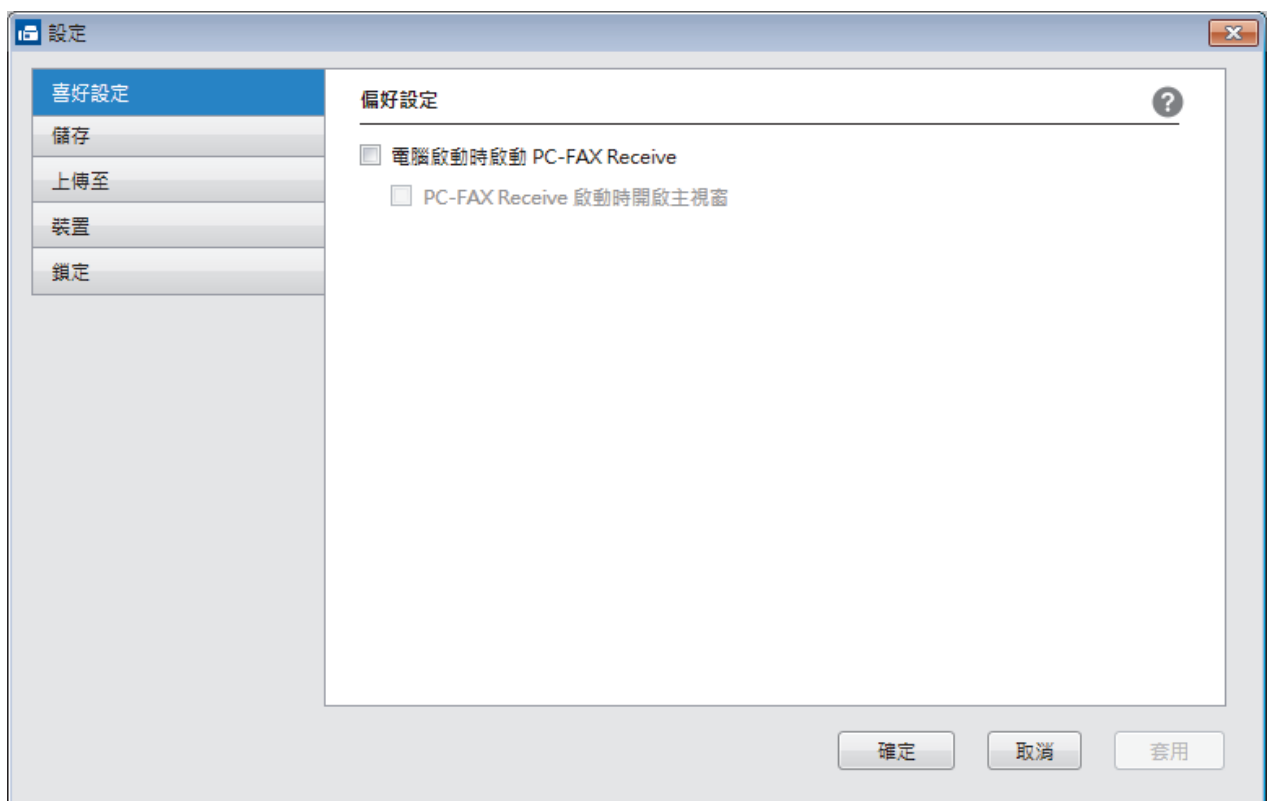 設定
喜好設定
儲存
上傳至
裝置
鎖定
偏好設定
?
電腦啟動時啟動 PC-FAX Receive
PC-FAX Receive 啟動時開啟主視窗
確定
取消
套用